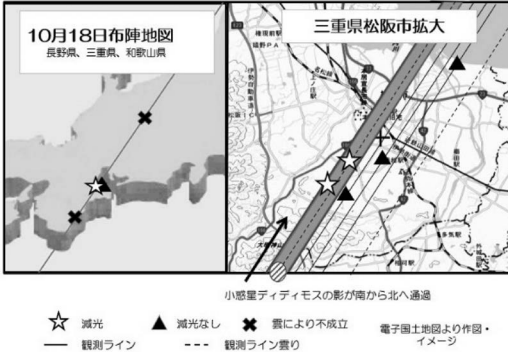 10月18日布陣地図
長野県、三重県、和歌山県
三重県松阪市拡大
小惑星ディディモスの影が南から北へ通過
減光
減光なし
雲により不成立
観測ライン
観測ライン曇り
電子国土地図より作図・
イメージ